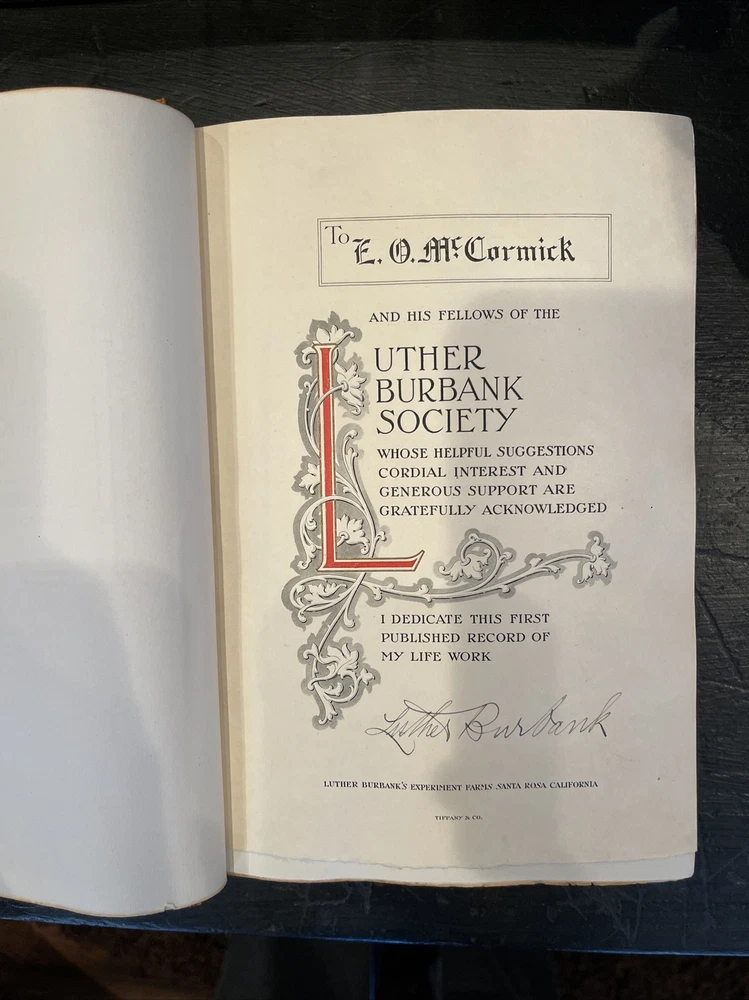 To E. O. McCormick
AND HIS FELLOWS OF THE
LUTHER
BURBANK
SOCIETY
WHOSE HELPFUL SUGGESTIONS
CORDIAL INTEREST AND
GENEROUS SUPPORT ARE
GRATEFULLY ACKNOWLEDGED
I DEDICATE THIS FIRST
PUBLISHED RECORD OF
MY LIFE WORK
Luther Burbank
LUTHER BURBANK'S EXPERIMENT FARMS SANTA ROSA CALIFORNIA
TIFFANY & CO.